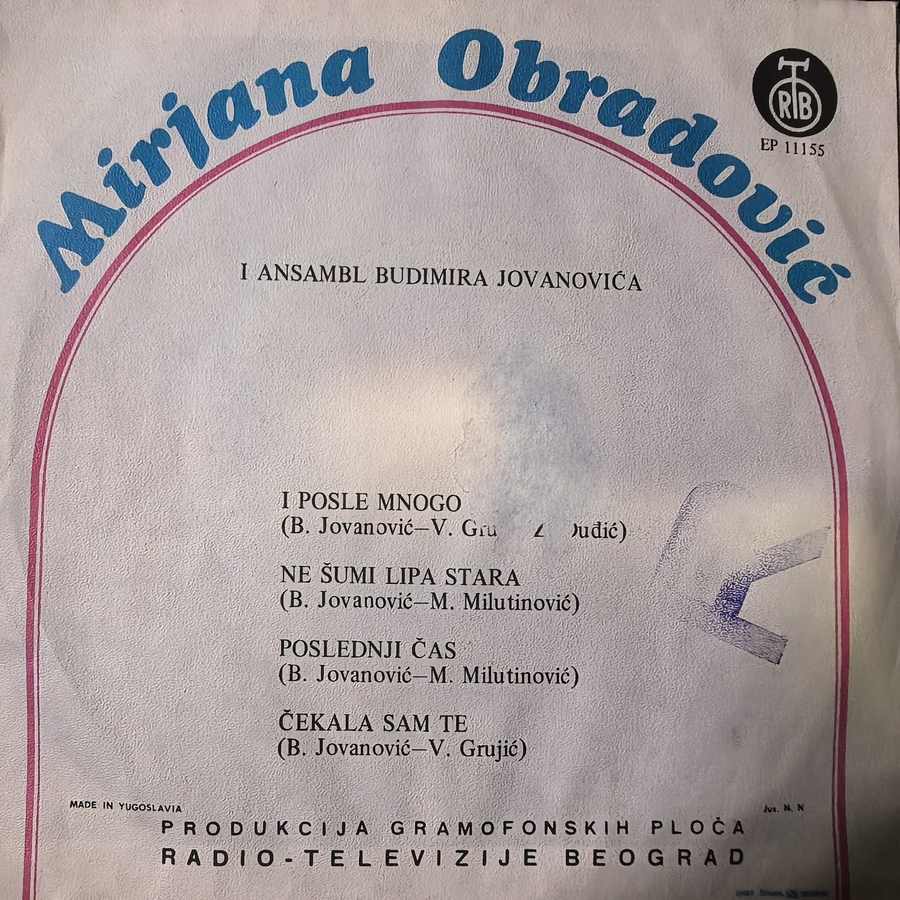 Mirjana Obradović
RTB
EP 11155
I ANSAMBL BUDIMIRA JOVANOVIĆA
I POSLE MNOGO
(B. Jovanović—V.
NE ŠUMI LIPA STARA
(B. Jovanović—M. Milutinović)
POSLEDNJI ČAS
(B. Jovanović—M. Milutinović)
ČEKALA SAM TE
(B. Jovanović—V. Grujić)
MADE IN YUGOSLAVIA
Jus. N. N
PRODUKCIJA GRAMOFONSKIH PLOČA
RADIO-TELEVIZIJE BEOGRAD